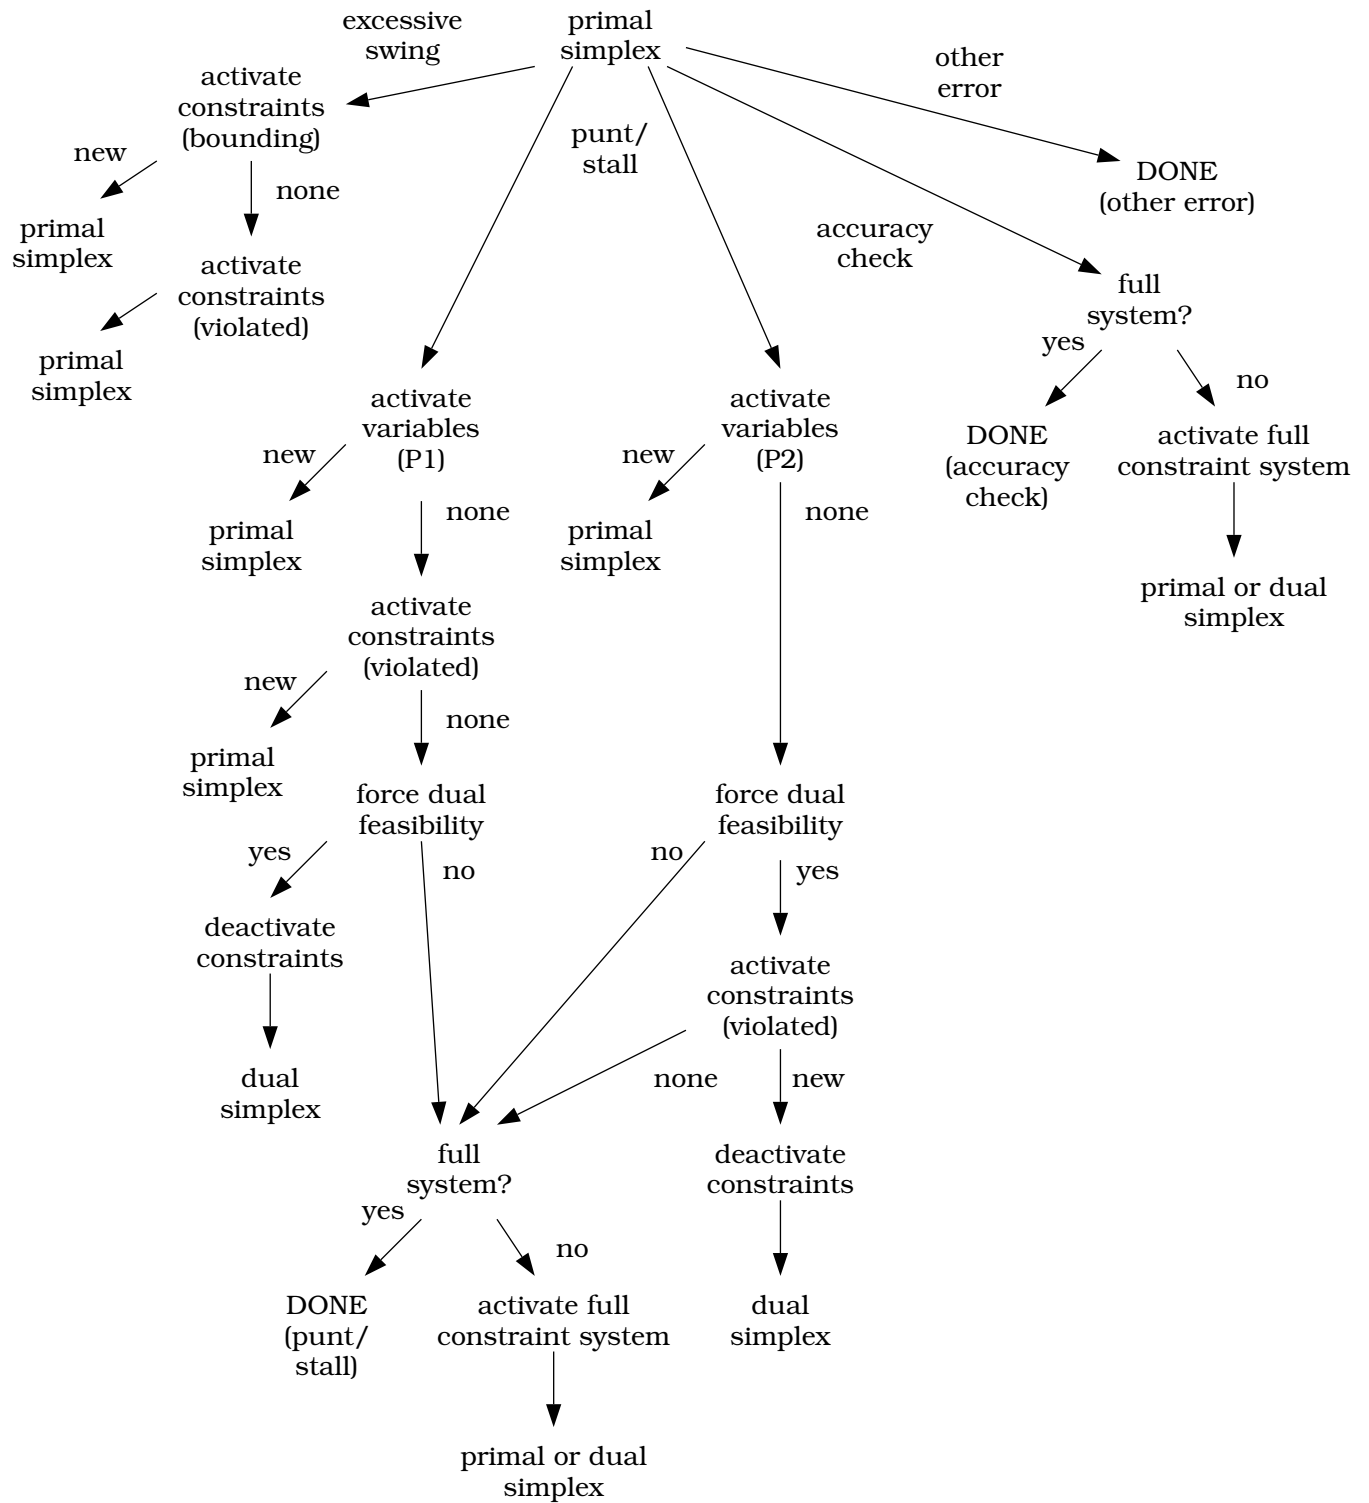 excessive
swing
primal
simplex
other
error
activate
constraints
(bounding)
punt/
stall
new
none
DONE
(other error)
primal
simplex
accuracy
check
activate
constraints
(violated)
full
system?
primal
simplex
yes
no
activate
variables
(P1)
activate
variables
(P2)
DONE
(accuracy
check)
activate full
constraint system
new
new
none
none
primal
simplex
primal
simplex
primal or dual
simplex
activate
constraints
(violated)
new
none
primal
simplex
force dual
feasibility
force dual
feasibility
yes
no
no
yes
deactivate
constraints
activate
constraints
(violated)
dual
simplex
none
new
full
system?
deactivate
constraints
yes
no
DONE
(punt/
stall)
activate full
constraint system
dual
simplex
primal or dual
simplex